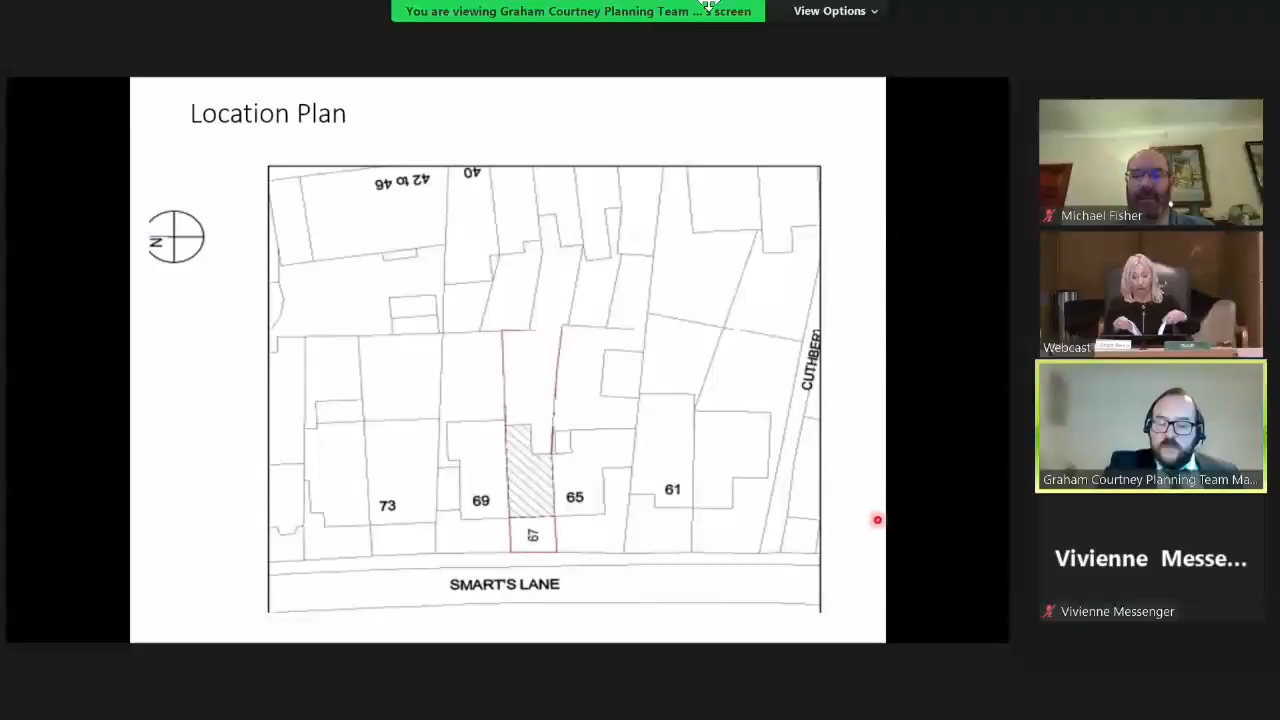 You are viewing Graham Courtney Planning Team ... 's screen
View Options
Location Plan
42 to 46
40
N
CUTHBERT
73
69
65
61
67
SMART'S LANE
Michael Fisher
Webcast
Graham Courtney Planning Team Ma...
Vivienne Messe...
Vivienne Messenger